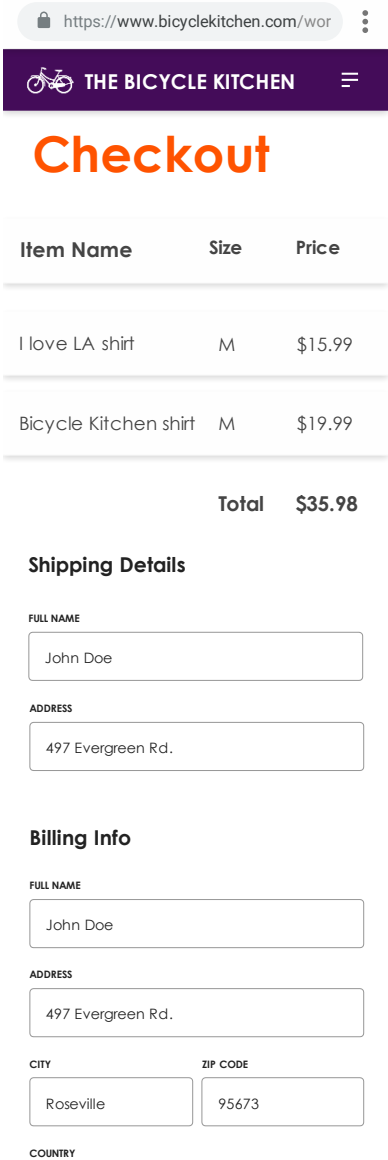 https://www.bicyclekitchen.com/wor
THE BICYCLE KITCHEN
Checkout
Item Name Size Price
I love LA shirt M $15.99
Bicycle Kitchen shirt M $19.99
Total $35.98
Shipping Details
FULL NAME
John Doe
ADDRESS
497 Evergreen Rd.
Billing Info
FULL NAME
John Doe
ADDRESS
497 Evergreen Rd.
CITY ZIP CODE
Roseville 95673
COUNTRY